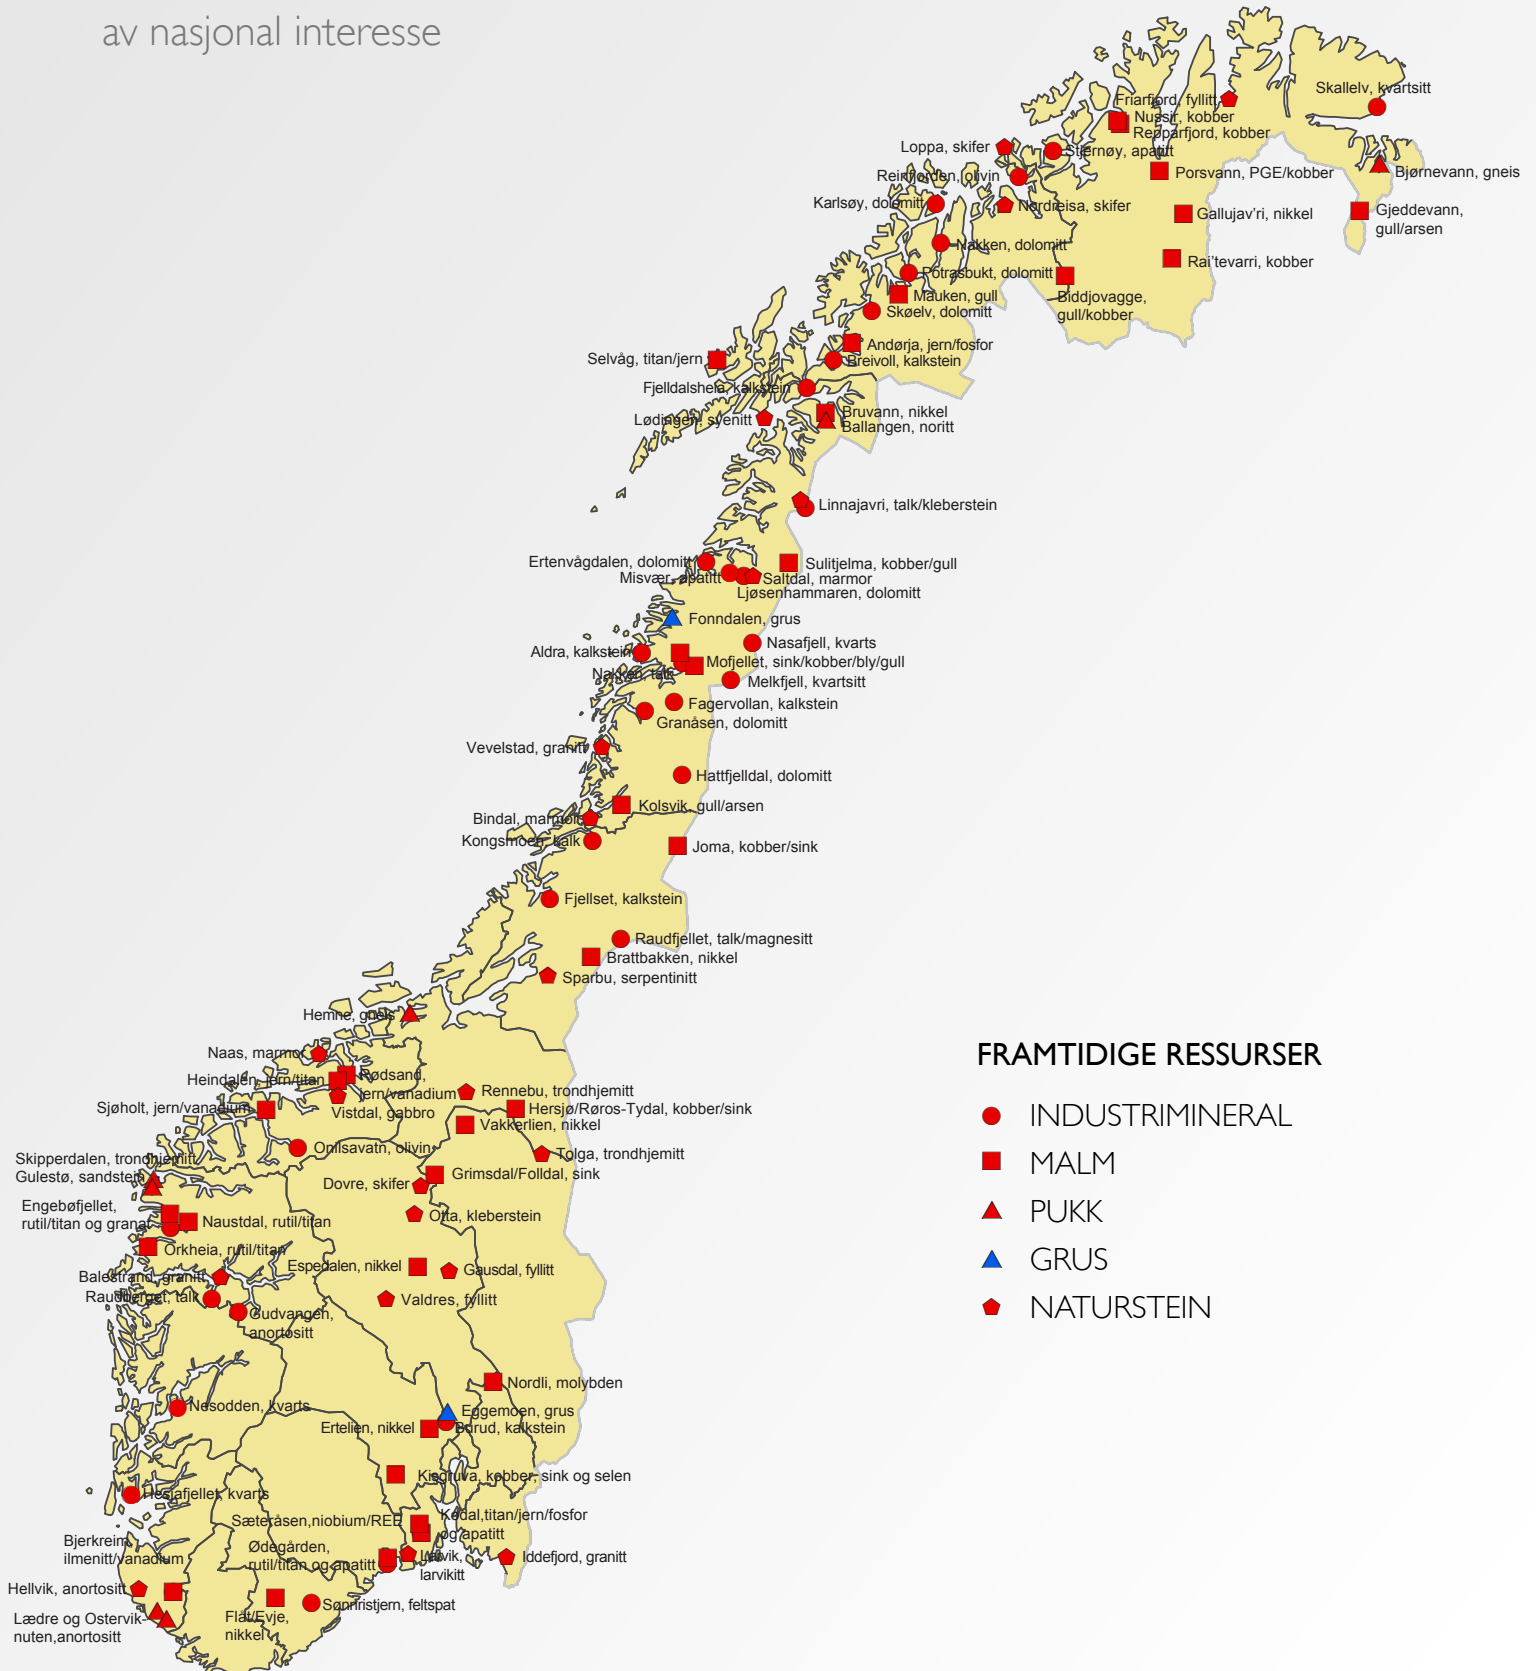 av nasjonal interesse
Skallelv, kvartsitt
Friarfjord, fyllitt
Nussir, kobber
Repparfjord, kobber
Loppa, skifer
Stjernøy, apatitt
Porsvann, PGE/kobber
Bjørnevann, gneis
Reinfjorden, olivin
Karlsøy, dolomitt
Nordreisa, skifer
Gallujav'ri, nikkel
Gjeddevann,
gull/arsen
Nakken, dolomitt
Rai'tevarri, kobber
Potrasbukt, dolomitt
Mauken, gull
Biddjovagge,
gull/kobber
Skøelv, dolomitt
Andørja, jern/fosfor
Selvåg, titan/jern
Breivoll, kalkstein
Fjelldalsheia, kalkstein
Bruvann, nikkel
Lødingen, syenitt
Ballangen, noritt
Linnajavri, talk/kleberstein
Ertenvågdalen, dolomitt
Sulitjelma, kobber/gull
Misvær, apatitt
Saltdal, marmor
Ljøsenhammaren, dolomitt
Fonndalen, grus
Nasafjell, kvarts
Aldra, kalkstein
Mofjellet, sink/kobber/bly/gull
Nakken, talk
Melkfjell, kvartsitt
Fagervollan, kalkstein
Granåsen, dolomitt
Vevelstad, granitt
Hattfjelldal, dolomitt
Kolsvik, gull/arsen
Bindal, marmor
Kongsmoen, kalk
Joma, kobber/sink
Fjellset, kalkstein
Raudfjellet, talk/magnesitt
Brattbakken, nikkel
Sparbu, serpentinitt
Hemne, gneis
Naas, marmor
Heindalen, jern/titan
Rødsand,
jern/vanadium
Rennebu, trondhjemitt
Sjøholt, jern/vanadium
Vistdal, gabbro
Hersjø/Røros-Tydal, kobber/sink
Vakkerlien, nikkel
Onilsavatn, olivin
Tolga, trondhjemitt
Skipperdalen, trondhjemitt
Gulestø, sandstein
Grimsdal/Folldal, sink
Dovre, skifer
Engebøfjellet,
rutil/titan og granat
Naustdal, rutil/titan
Otta, kleberstein
Orkheia, rutil/titan
Espedalen, nikkel
Gausdal, fyllitt
Balestrand, granitt
Raudberget, talk
Valdres, fyllitt
Gudvangen,
anortositt
Nordli, molybden
Nesodden, kvarts
Eggemoen, grus
Ertelien, nikkel
Burud, kalkstein
Kisgruva, kobber, sink og selen
Hesjafjellet, kvarts
Sæteråsen,niobium/REE
Kodal,titan/jern/fosfor
og apatitt
Bjerkreim,
ilmenitt/vanadium
Ødegården,
rutil/titan og apatitt
Larvik,
larvikitt
Iddefjord, granitt
Hellvik, anortositt
Sønnristjern, feltspat
Lædre og Ostervik-
nuten,anortositt
Flåt/Evje,
nikkel
FRAMTIDIGE RESSURSER
INDUSTRIMINERAL
MALM
PUKK
GRUS
NATURSTEIN